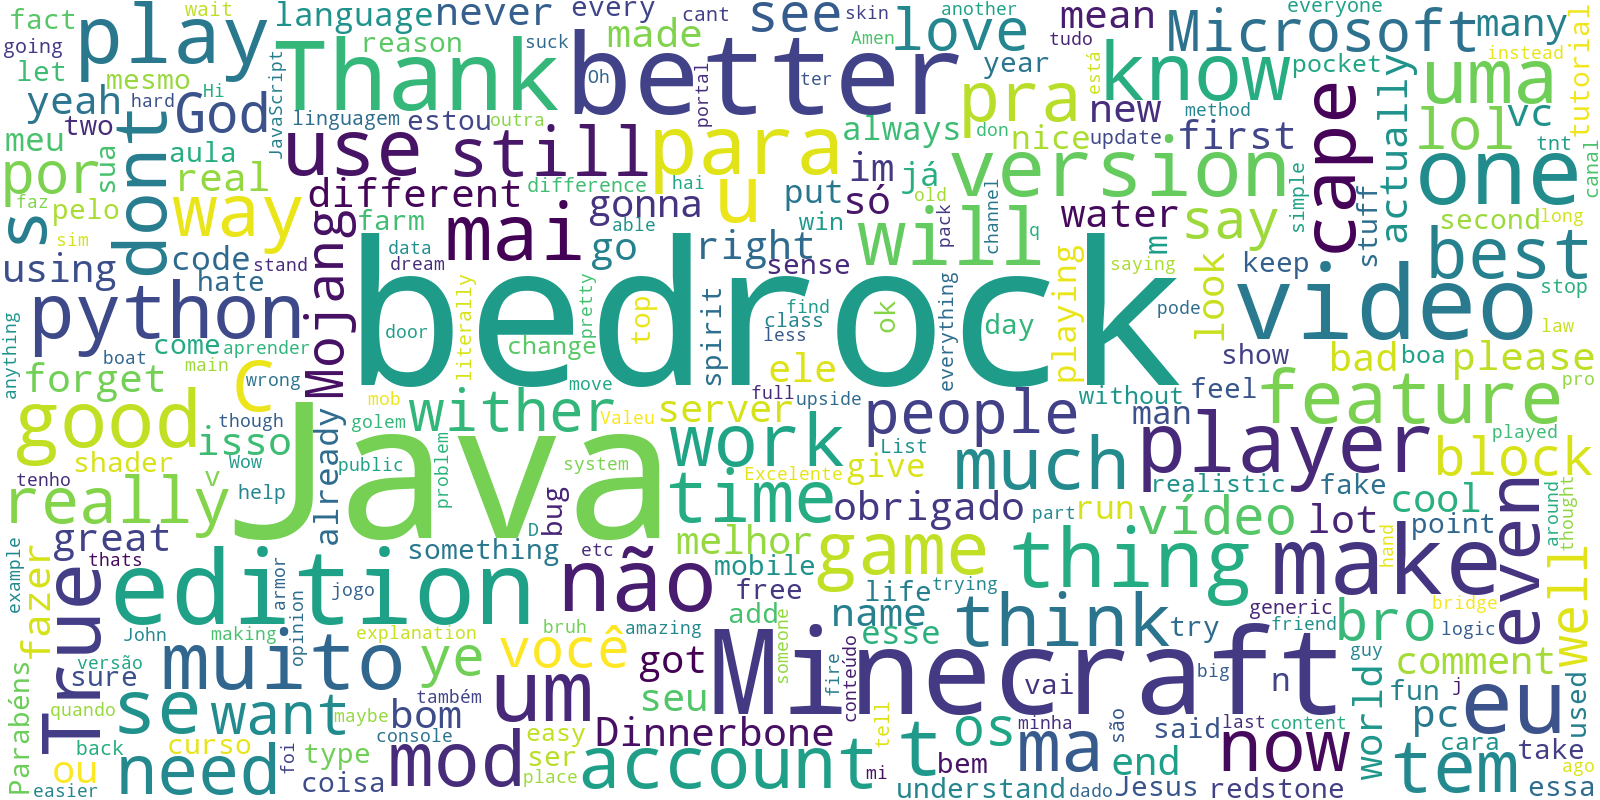 fact
wait
play
language
never
every
cant
see
skin
love
another
mean
everyone
Microsoft
many
going
let
mesmo
yeah
hard
Hi
God
Thank
reason
suck
made
better
Oh
ter
portal
Amen
year
know
pocket
tudo
instead
uma
tutorial
two
dont
JavaScript
linguagem
estou
outra
use
still
para
always
don
pra
nice
new
update
method
first
cape
actually
lol
vc
tnt
meu
aula
sua
por
real
faz
pelo
way
different
difference
hai
gonna
u
put
im
já
só
win
old
pack
version
water
say
simple
stuff
one
canal
second
long
s
sim
using
code
stand
hate
farm
Mojang
data
dream
mai
able
go
right
sense
will
channel
q
m
saying
look
keep
best
stop
python
bedrock
door
literally
change
pretty
top
spirit
find
class
less
ok
everything
day
playing
pode
video
law
anything
come
aprender
boat
main
forget
C
wrong
move
ele
full
upside
show
feel
without
bad
boa
please
pro
good
though
isso
already
mob
golem
wither
Valeu
server
people
man
feature
player
played
shader
Wow
v
public
problem
Java
system
work
List
Excelente
give
much
realistic
fake
block
tenho
really
help
bug
D
time
obrigado
part
run
vídeo
lot
cool
point
even
around
thought
great
thats
something
etc
melhor
mobile
game
thing
make
hand
example
fazer
True
edition
armor
jogo
não
free
life
trying
generic
bridge
well
John
making
opinion
explanation
bruh
amazing
add
someone
name
esse
think
try
friend
bro
logic
Parabéns
versão
sure
muito
ye
você
got
Minecraft
fire
conteúdo
vai
big
n
guy
world
comment
quando
se
want
maybe
também
console
bom
um
seu
easy
Dinnerbone
tell
os
minha
são
said
last
content
fun
j
pc
eu
used
back
ou
need
curso
foi
type
mod
ser
place
account
t
bem
ma
end
now
cara
tem
take
ago
easier
coisa
mi
understand
dado
Jesus
redstone
essa